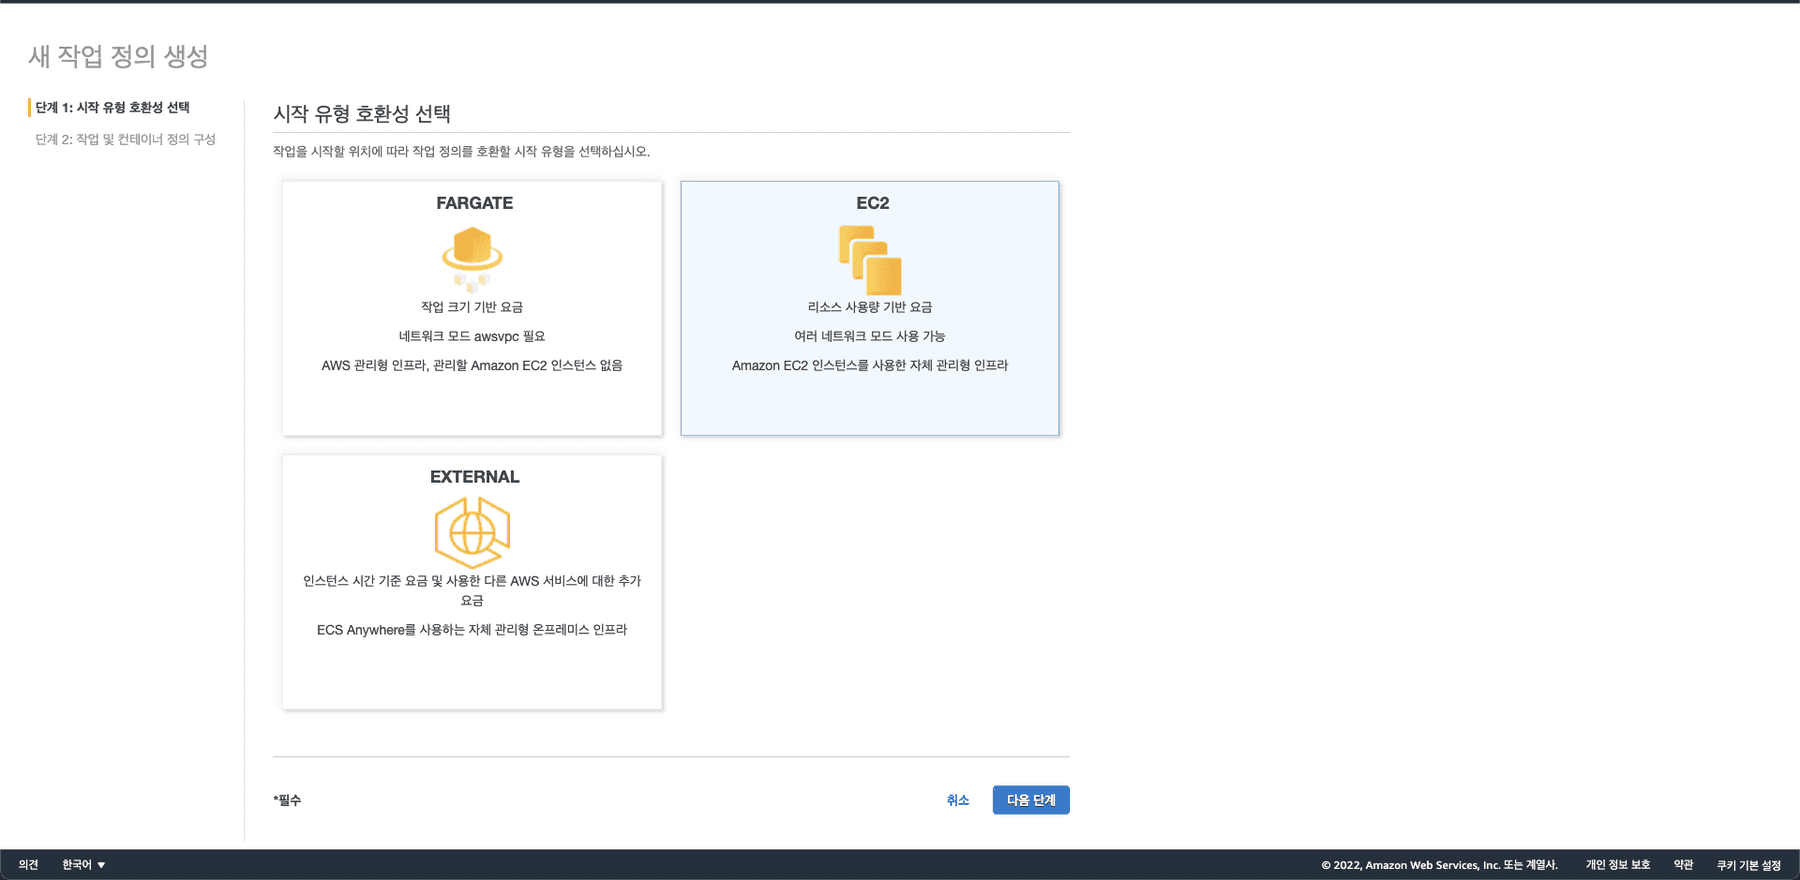 새 작업 정의 생성
단계 1: 시작 유형 호환성 선택
단계 2: 작업 및 컨테이너 정의 구성
시작 유형 호환성 선택
작업을 시작할 위치에 따라 작업 정의를 호환할 시작 유형을 선택하십시오.
FARGATE
작업 크기 기반 요금
네트워크 모드 awsvpc 필요
AWS 관리형 인프라, 관리할 Amazon EC2 인스턴스 없음
EC2
리소스 사용량 기반 요금
여러 네트워크 모드 사용 가능
Amazon EC2 인스턴스를 사용한 자체 관리형 인프라
EXTERNAL
인스턴스 시간 기준 요금 및 사용한 다른 AWS 서비스에 대한 추가
요금
ECS Anywhere를 사용하는 자체 관리형 온프레미스 인프라
*필수
취소
다음 단계
의견
한국어
© 2022, Amazon Web Services, Inc. 또는 계열사.
개인 정보 보호
약관
쿠키 기본 설정